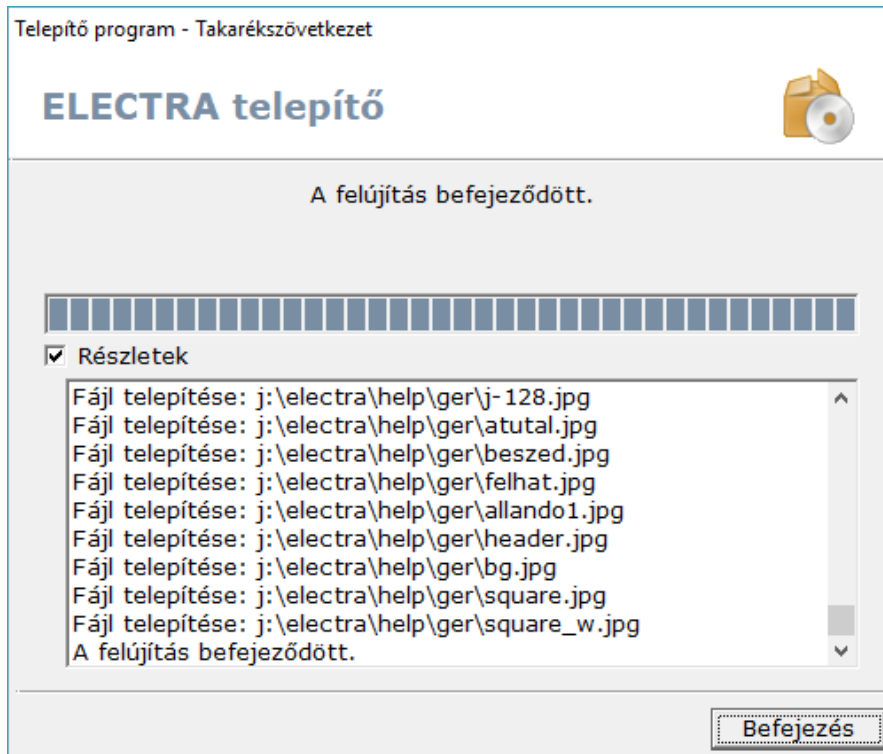 Telepítő program - Takarékszövetkezet
ELECTRA telepítő
A felújítás befejeződött.
Részletek
Fájl telepítése: j:\electra\help\ger\j-128.jpg
Fájl telepítése: j:\electra\help\ger\atutal.jpg
Fájl telepítése: j:\electra\help\ger\beszed.jpg
Fájl telepítése: j:\electra\help\ger\felhat.jpg
Fájl telepítése: j:\electra\help\ger\allando1.jpg
Fájl telepítése: j:\electra\help\ger\header.jpg
Fájl telepítése: j:\electra\help\ger\bg.jpg
Fájl telepítése: j:\electra\help\ger\square.jpg
Fájl telepítése: j:\electra\help\ger\square_w.jpg
A felújítás befejeződött.
Befejezés